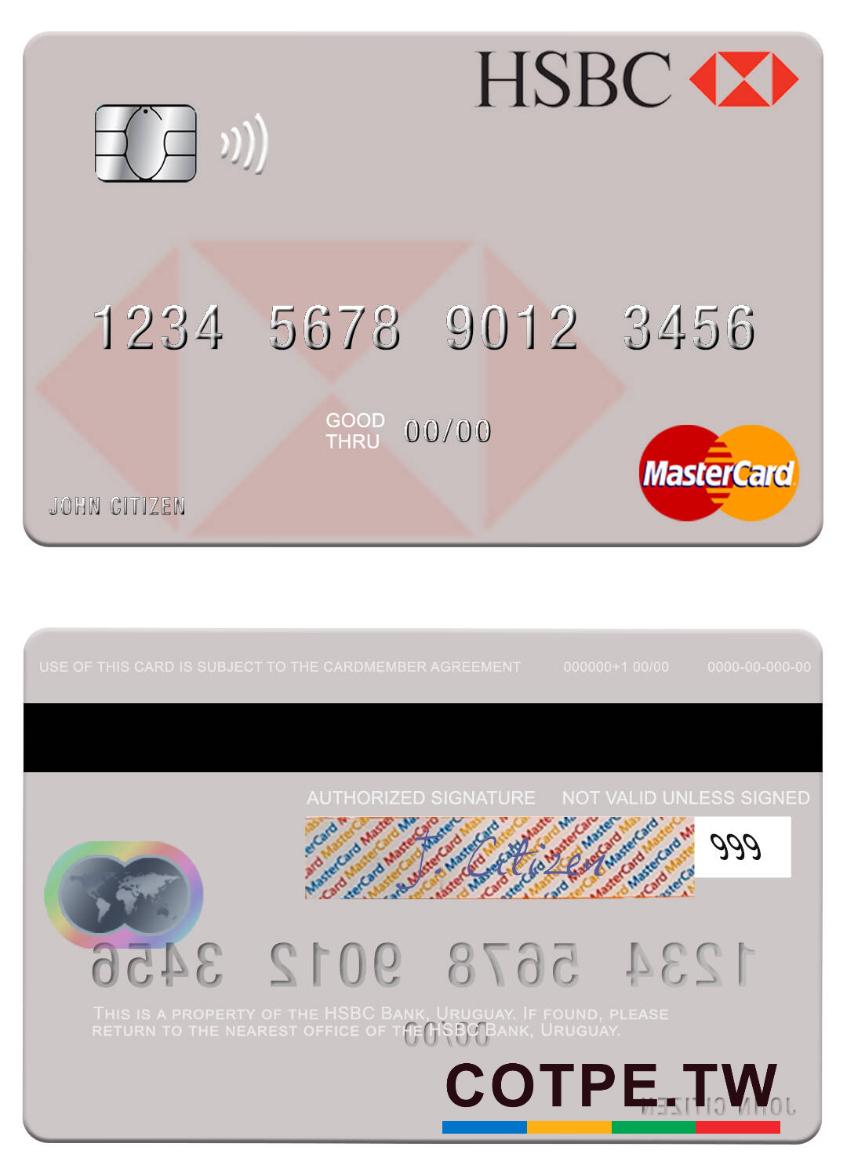 HSBC
1234 5678 9012 3456
GOOD
THRU 00/00
MasterCard
JOHN CITIZEN
USE OF THIS CARD IS SUBJECT TO THE CARDMEMBER AGREEMENT 000000+1 00/00 0000-00-000-00
AUTHORIZED SIGNATURE NOT VALID UNLESS SIGNED
J. Citizen 999
1234 5678 9012 3456
THIS IS A PROPERTY OF THE HSBC BANK, URUGUAY. IF FOUND, PLEASE
RETURN TO THE NEAREST OFFICE OF THE HSBC BANK, URUGUAY.
00/00
COTPE.TW
JOHN CITIZEN